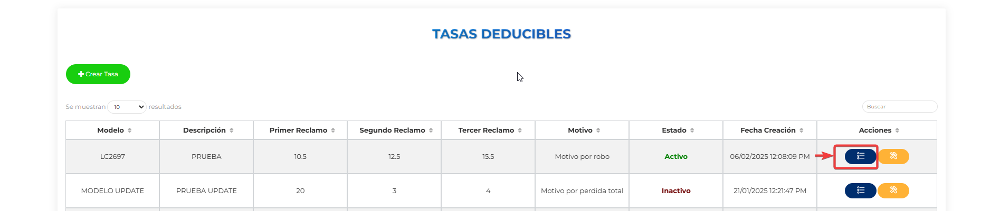 TASAS DEDUCIBLES
Crear Tasa
Se muestran 10 resultados
Buscar
Modelo Descripción Primer Reclamo Segundo Reclamo Tercer Reclamo Motivo Estado Fecha Creación Acciones
LC2697 PRUEBA 10.5 12.5 15.5 Motivo por robo Activo 06/02/2025 12:08:09 PM
MODELO UPDATE PRUEBA UPDATE 20 3 4 Motivo por perdida total Inactivo 21/01/2025 12:21:47 PM